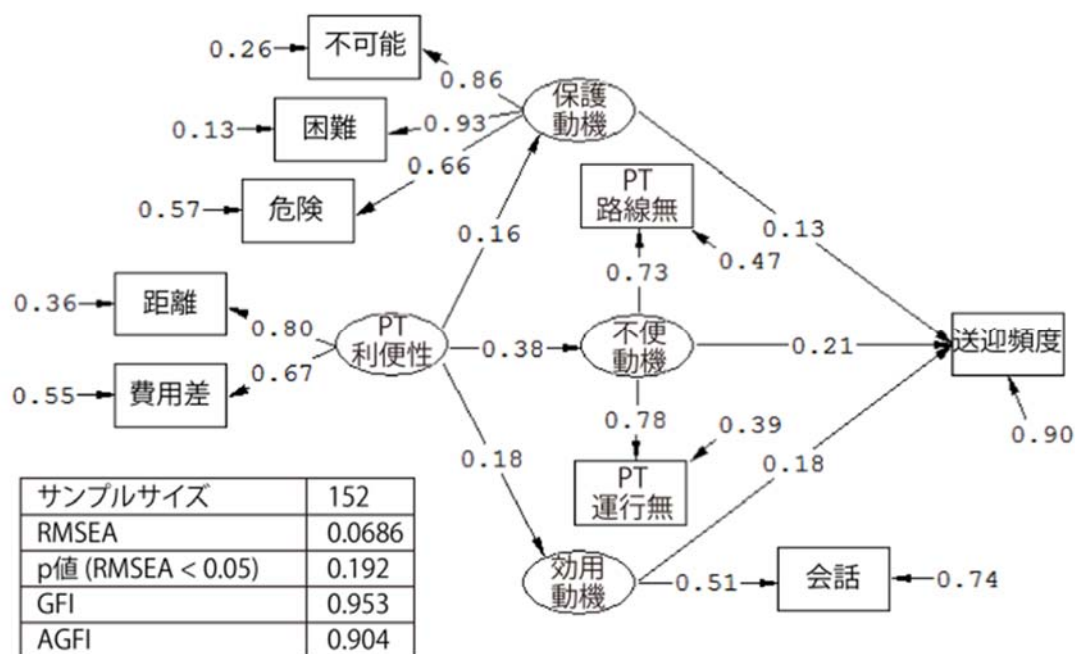 不可能
0.26
0.86
保護
動機
困難
0.13
0.93
0.66
危険
0.57
PT
路線無
0.13
0.16
0.47
0.73
距離
0.36
0.80
PT
利便性
0.38
不便
動機
0.21
送迎頻度
0.67
費用差
0.55
0.78
0.39
0.90
0.18
0.18
PT
運行無
効用
動機
0.51
会話
0.74
サンプルサイズ 152
RMSEA 0.0686
p値 (RMSEA < 0.05) 0.192
GFI 0.953
AGFI 0.904